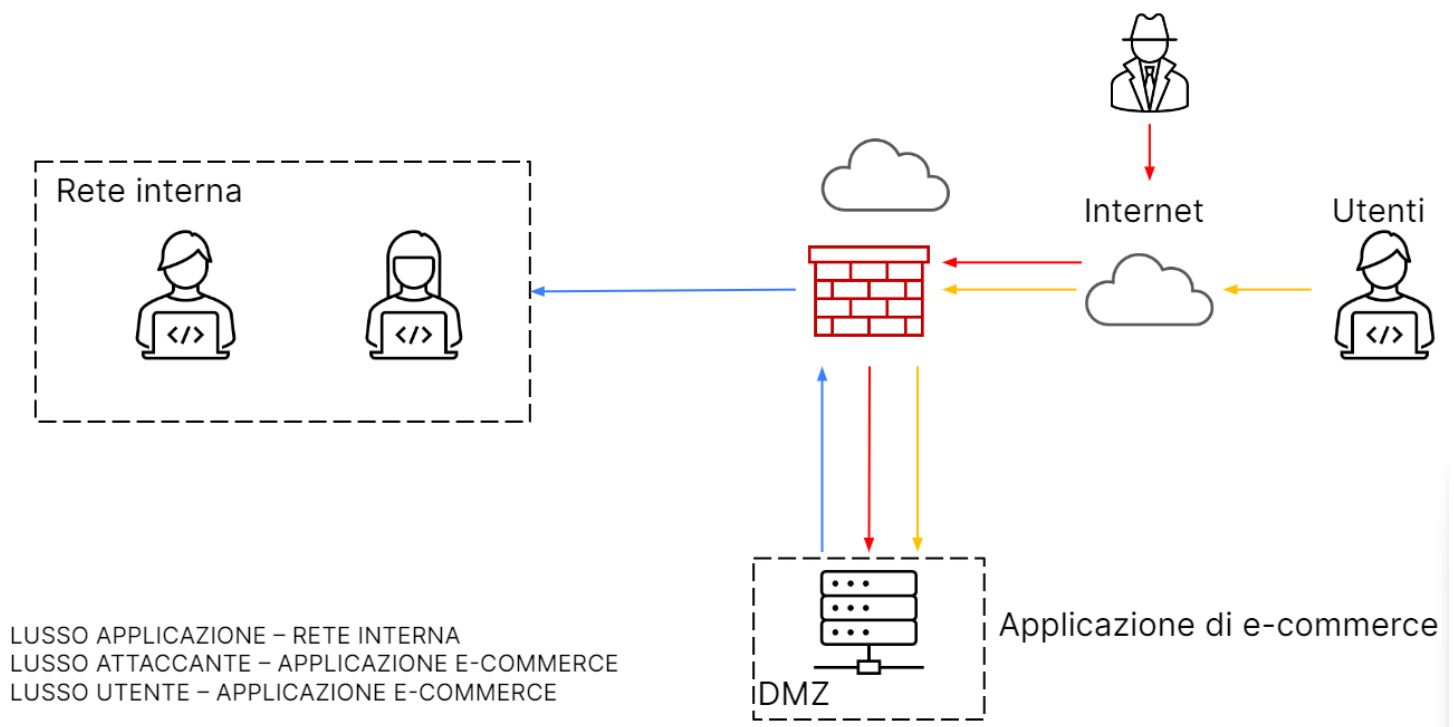 Rete interna
Internet
Utenti
</>
</>
</>
Applicazione di e-commerce
DMZ
LUSSO APPLICAZIONE – RETE INTERNA
LUSSO ATTACCANTE – APPLICAZIONE E-COMMERCE
LUSSO UTENTE – APPLICAZIONE E-COMMERCE